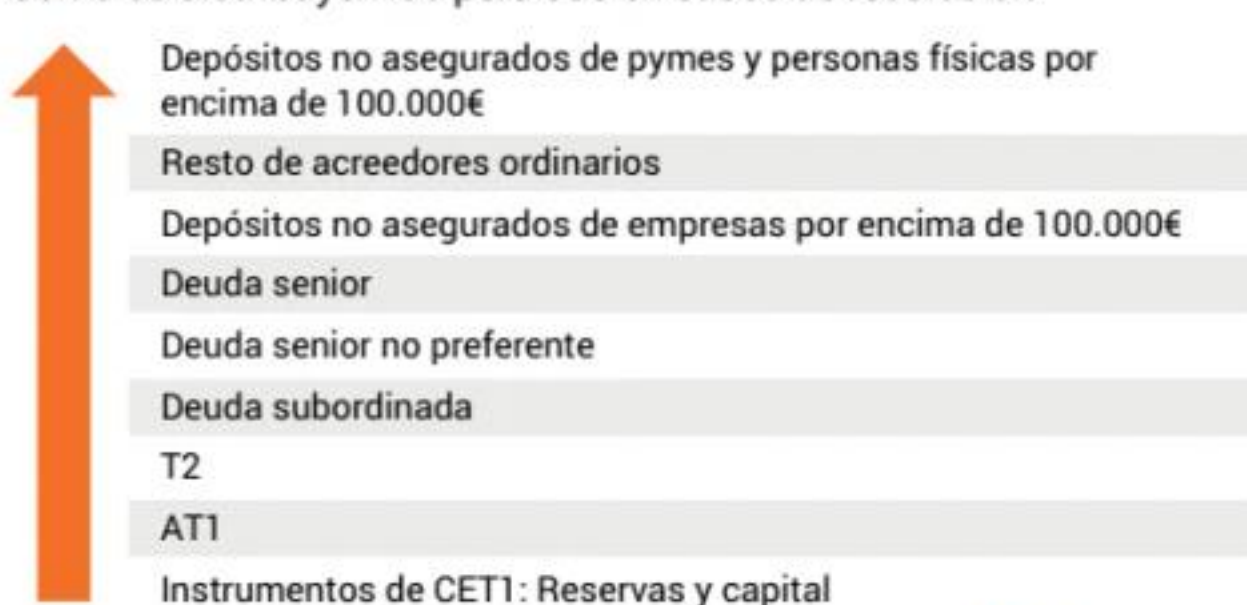 Depósitos no asegurados de pymes y personas físicas por
encima de 100.000€
Resto de acreedores ordinarios
Depósitos no asegurados de empresas por encima de 100.000€
Deuda senior
Deuda senior no preferente
Deuda subordinada
T2
AT1
Instrumentos de CET1: Reservas y capital